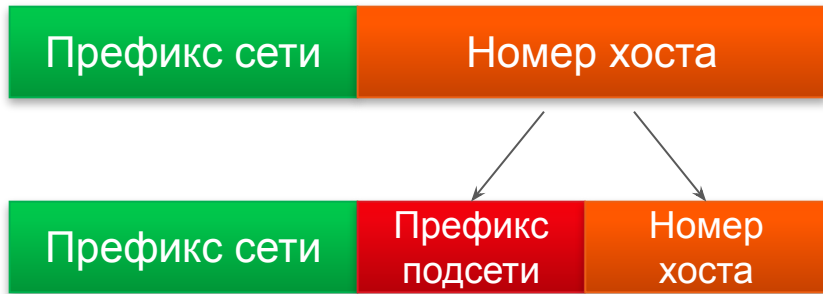 Префикс сети
Номер хоста
Префикс сети
Префикс
подсети
Номер
хоста